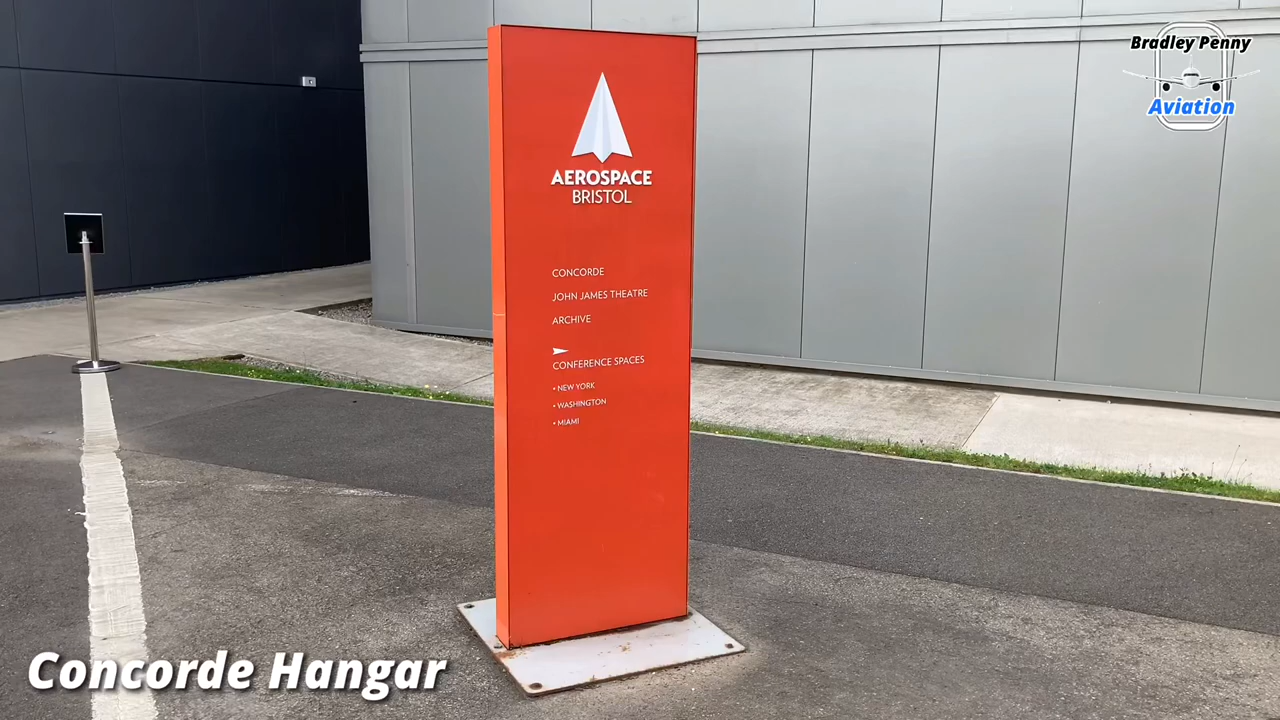 Bradley Penny
Aviation
AEROSPACE
BRISTOL
CONCORDE
JOHN JAMES THEATRE
ARCHIVE
CONFERENCE SPACES
• NEW YORK
• WASHINGTON
• MIAMI
Concorde Hangar